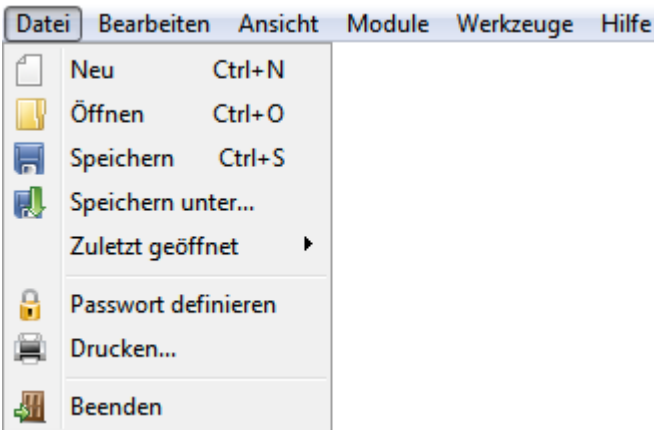 Datei Bearbeiten Ansicht Module Werkzeuge Hilfe
Neu Ctrl+N
Öffnen Ctrl+O
Speichern Ctrl+S
Speichern unter...
Zuletzt geöffnet
Passwort definieren
Drucken...
Beenden